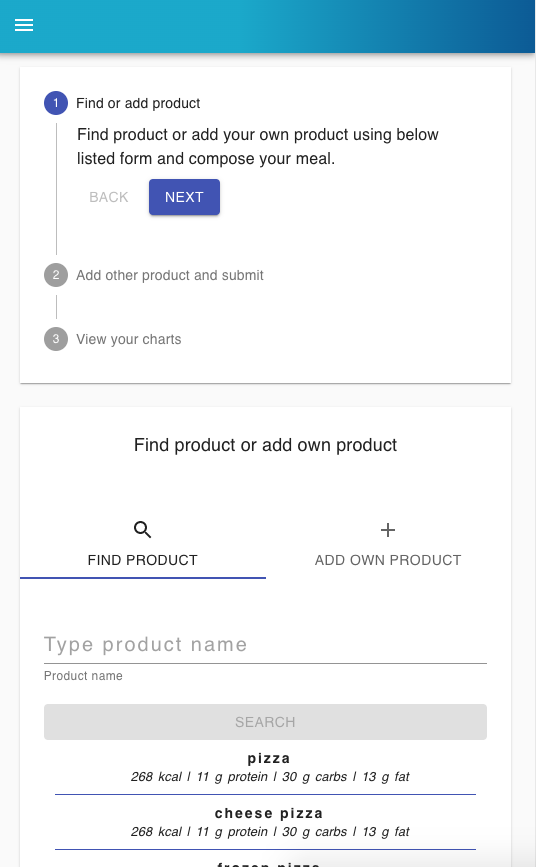 1 Find or add product
Find product or add your own product using below
listed form and compose your meal.
BACK NEXT
2 Add other product and submit
3 View your charts
Find product or add own product
FIND PRODUCT ADD OWN PRODUCT
Type product name
Product name
SEARCH
pizza
268 kcal | 11 g protein | 30 g carbs | 13 g fat
cheese pizza
268 kcal | 11 g protein | 30 g carbs | 13 g fat
frozen pizza